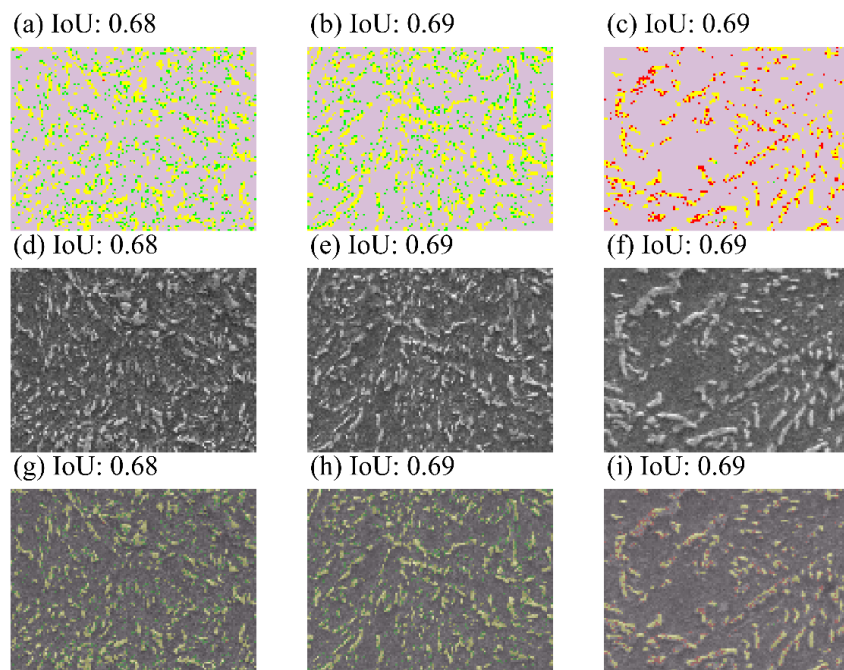 (a) IoU: 0.68
(b) IoU: 0.69
(c) IoU: 0.69
(d) IoU: 0.68
(e) IoU: 0.69
(f) IoU: 0.69
(g) IoU: 0.68
(h) IoU: 0.69
(i) IoU: 0.69